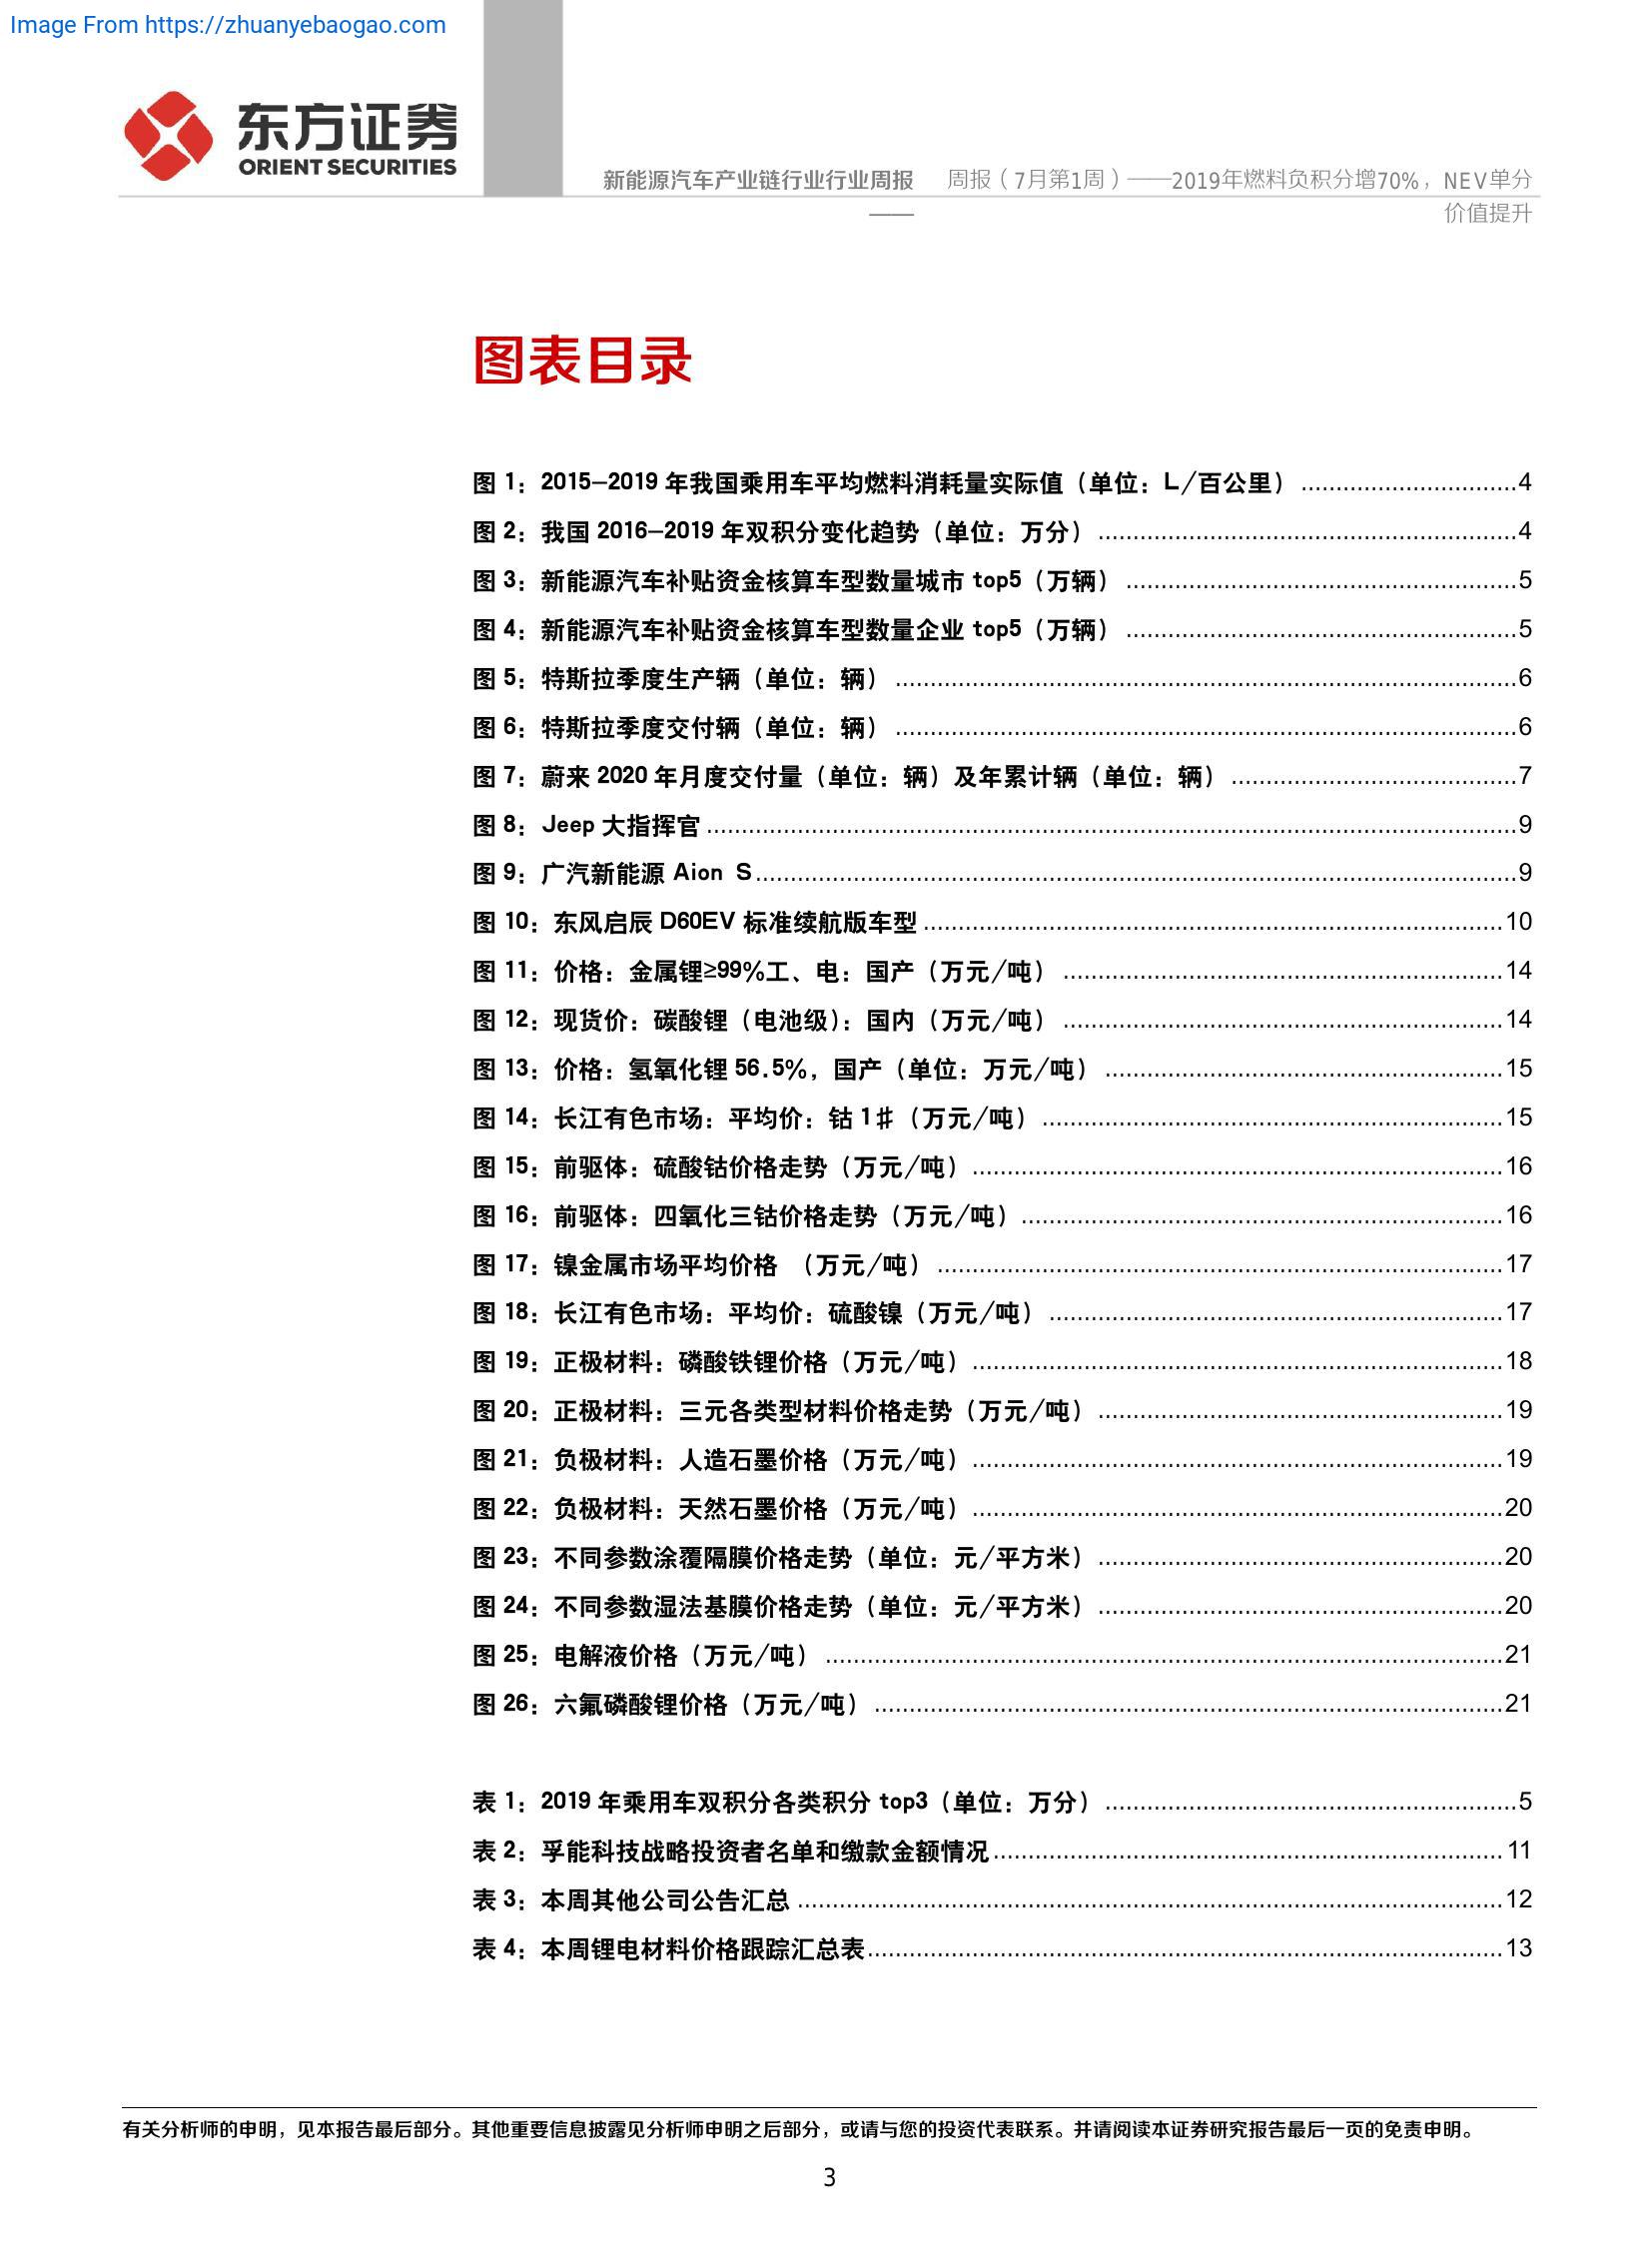 Image From https://zhuanyebaogao.com
东方证券
ORIENT SECURITIES
新能源汽车产业链行业行业周报 周报（7月第1周）——2019年燃料负积分增70%，NEV单分
—— 价值提升
图表目录
图 1：2015-2019 年我国乘用车平均燃料消耗量实际值（单位：L/百公里）...............................4
图 2：我国 2016-2019 年双积分变化趋势（单位：万分）...............................4
图 3：新能源汽车补贴资金核算车型数量城市 top5（万辆）...............................5
图 4：新能源汽车补贴资金核算车型数量企业 top5（万辆）...............................5
图 5：特斯拉季度生产辆（单位：辆）...............................6
图 6：特斯拉季度交付辆（单位：辆）...............................6
图 7：蔚来 2020 年月度交付量（单位：辆）及年累计辆（单位：辆）...............................7
图 8：Jeep 大指挥官...............................9
图 9：广汽新能源 Aion S...............................9
图 10：东风启辰 D60EV 标准续航版车型...............................10
图 11：价格：金属锂≥99%工、电：国产（万元/吨）...............................14
图 12：现货价：碳酸锂（电池级）：国内（万元/吨）...............................14
图 13：价格：氢氧化锂 56.5%，国产（单位：万元/吨）...............................15
图 14：长江有色市场：平均价：钴 1#（万元/吨）...............................15
图 15：前驱体：硫酸钴价格走势（万元/吨）...............................16
图 16：前驱体：四氧化三钴价格走势（万元/吨）...............................16
图 17：镍金属市场平均价格 （万元/吨）...............................17
图 18：长江有色市场：平均价：硫酸镍（万元/吨）...............................17
图 19：正极材料：磷酸铁锂价格（万元/吨）...............................18
图 20：正极材料：三元各类型材料价格走势（万元/吨）...............................19
图 21：负极材料：人造石墨价格（万元/吨）...............................19
图 22：负极材料：天然石墨价格（万元/吨）...............................20
图 23：不同参数涂覆隔膜价格走势（单位：元/平方米）...............................20
图 24：不同参数湿法基膜价格走势（单位：元/平方米）...............................20
图 25：电解液价格（万元/吨）...............................21
图 26：六氟磷酸锂价格（万元/吨）...............................21
表 1：2019 年乘用车双积分各类积分 top3（单位：万分）...............................5
表 2：孚能科技战略投资者名单和缴款金额情况...............................11
表 3：本周其他公司公告汇总...............................12
表 4：本周锂电材料价格跟踪汇总表...............................13
有关分析师的申明，见本报告最后部分。其他重要信息披露见分析师申明之后部分，或请与您的投资代表联系。并请阅读本证券研究报告最后一页的免责申明。
3